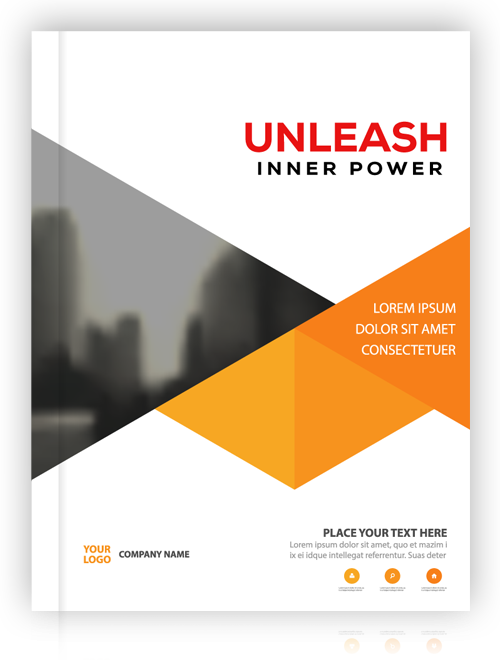 UNLEASH
INNER POWER
LOREM IPSUM
DOLOR SIT AMET
CONSECTETUER
PLACE YOUR TEXT HERE
Lorem ipsum dolor sit amet, quo et mazim i
ix ei idque intellegat referrentur. Sus deter
YOUR
LOGO
COMPANY NAME